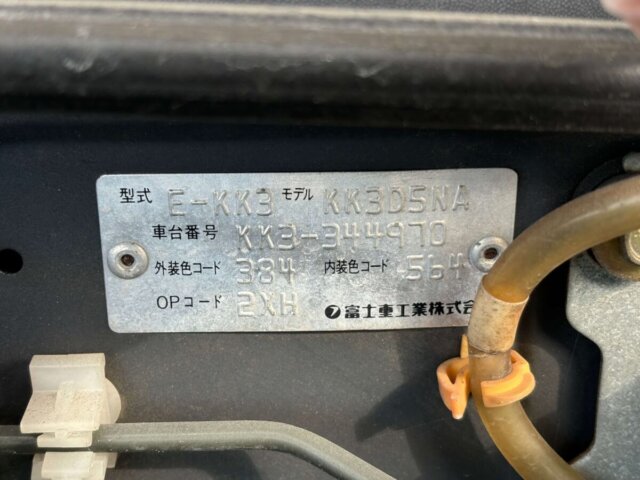 型式 E-KK3 モデル KK3D5NA
車台番号 KK3-344970
外装色コード 384 内装色コード 564
OPコード 2XH フ富士重工業株式